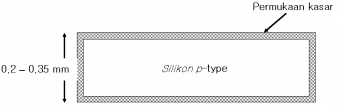 Permukaan kasar
0,2 – 0,35 mm
Silikon p-type